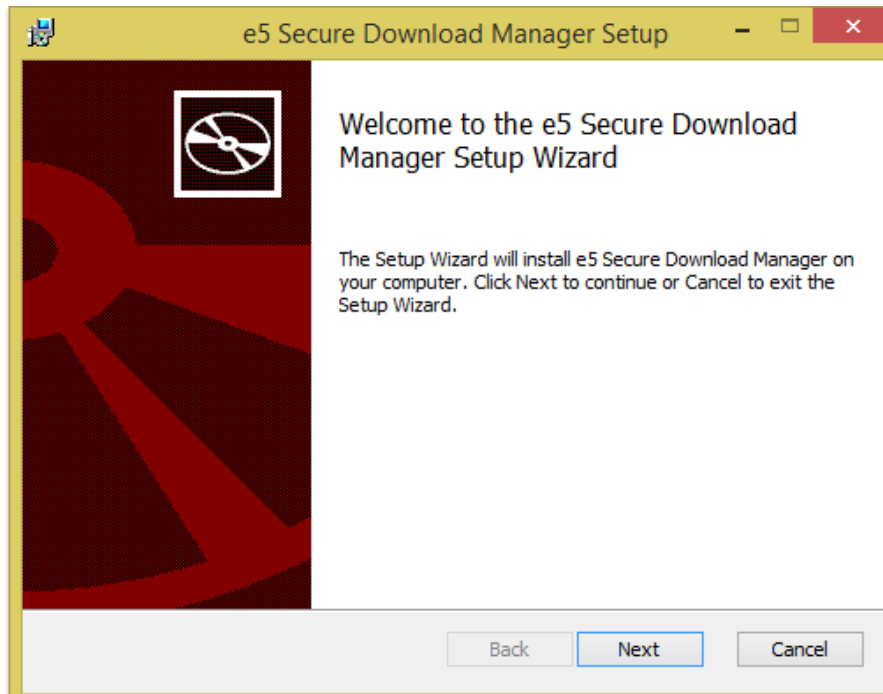 e5 Secure Download Manager Setup
Welcome to the e5 Secure Download
Manager Setup Wizard
The Setup Wizard will install e5 Secure Download Manager on
your computer. Click Next to continue or Cancel to exit the
Setup Wizard.
Back Next Cancel